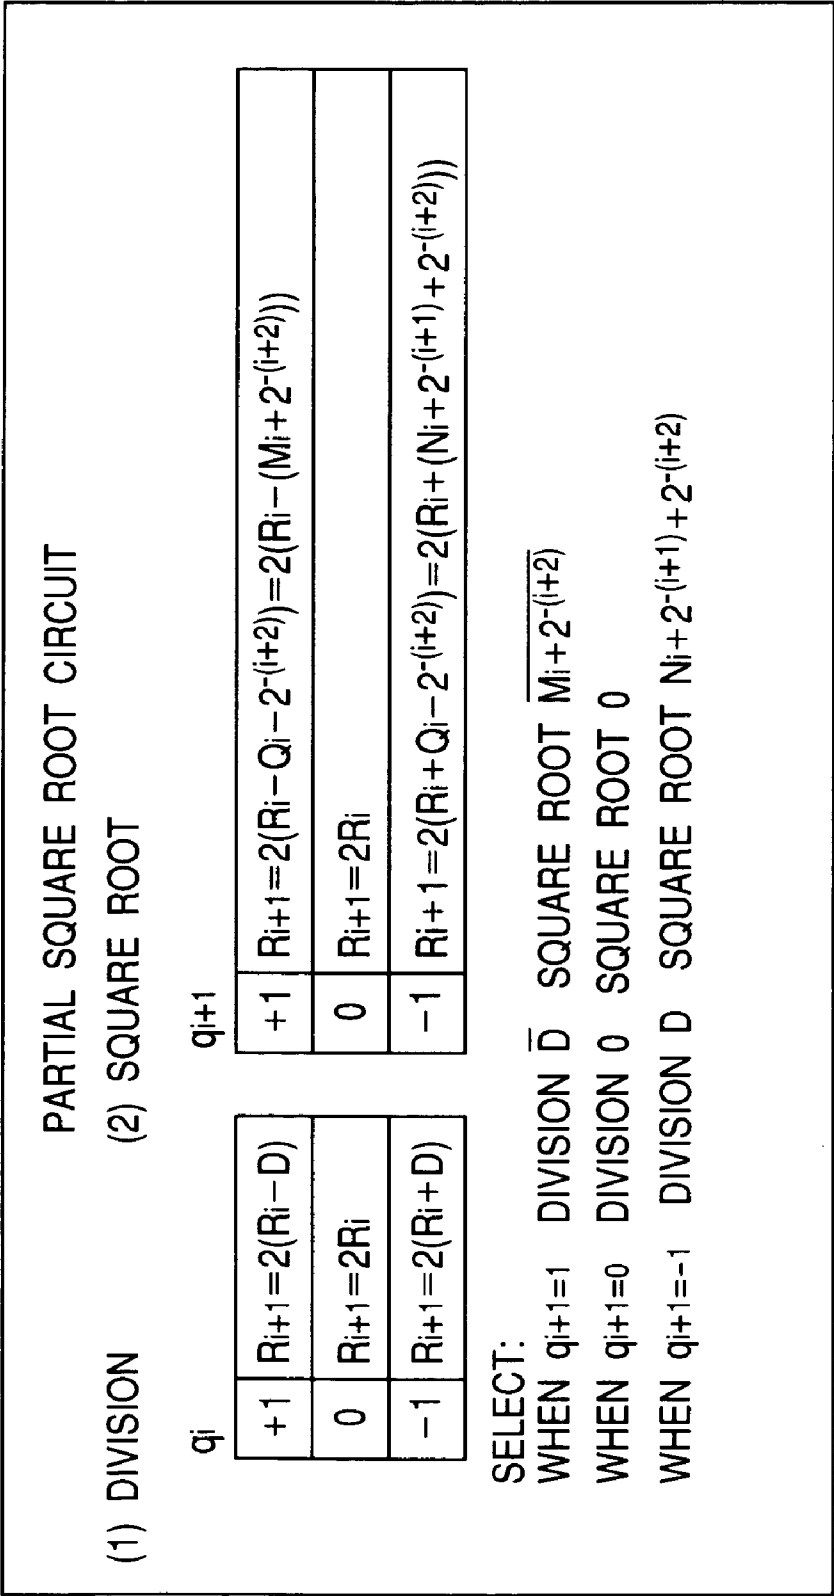 PARTIAL SQUARE ROOT CIRCUIT
(1) DIVISION (2) SQUARE ROOT
qi qi+1
+1 Ri+1=2(Ri−D) +1 Ri+1=2(Ri−Qi−2-(i+2))=2(Ri−(Mi+2-(i+2)))
0 Ri+1=2Ri 0 Ri+1=2Ri
−1 Ri+1=2(Ri+D) −1 Ri+1=2(Ri+Qi−2-(i+2))=2(Ri+(Ni+2-(i+1)+2-(i+2)))
SELECT:
WHEN qi+1=1 DIVISION D̅ SQUARE ROOT M̅i̅+̅2̅-̅(̅i̅+̅2̅)̅
WHEN qi+1=0 DIVISION 0 SQUARE ROOT 0
WHEN qi+1=-1 DIVISION D SQUARE ROOT Ni+2-(i+1)+2-(i+2)